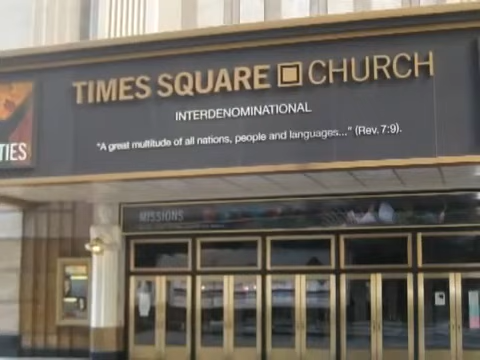 TIMES SQUARE CHURCH
INTERDENOMINATIONAL
"A great multitude of all nations, people and languages..." (Rev. 7:9).
TIES
MISSIONS